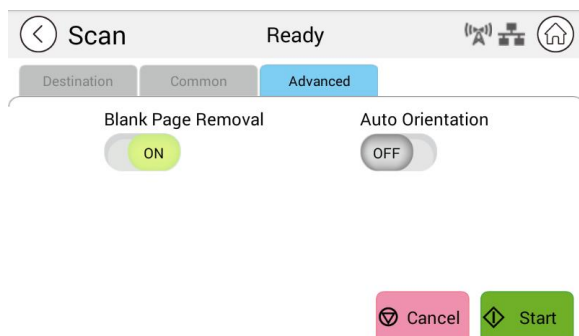 Scan Ready
Destination Common Advanced
Blank Page Removal Auto Orientation
ON OFF
Cancel Start